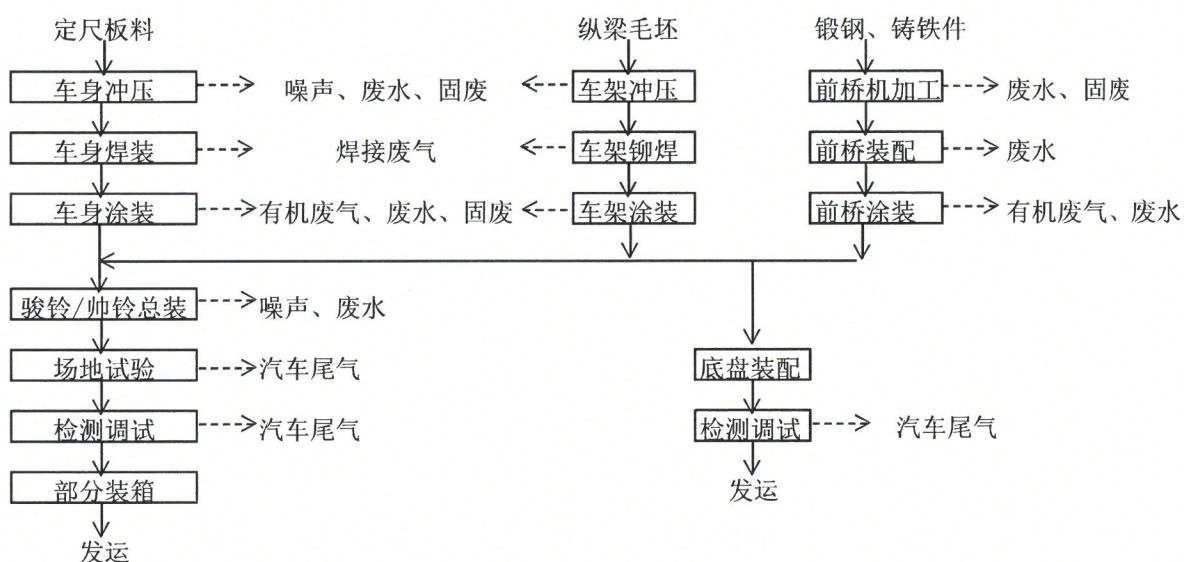 定尺板料 纵梁毛坯 锻钢、铸铁件
车身冲压 噪声、废水、固废 车架冲压 前桥机加工 废水、固废
车身焊装 焊接废气 车架铆焊 前桥装配 废水
车身涂装 有机废气、废水、固废 车架涂装 前桥涂装 有机废气、废水
骏铃/帅铃总装 噪声、废水
场地试验 汽车尾气 底盘装配
检测调试 汽车尾气 检测调试 汽车尾气
部分装箱 发运
发运